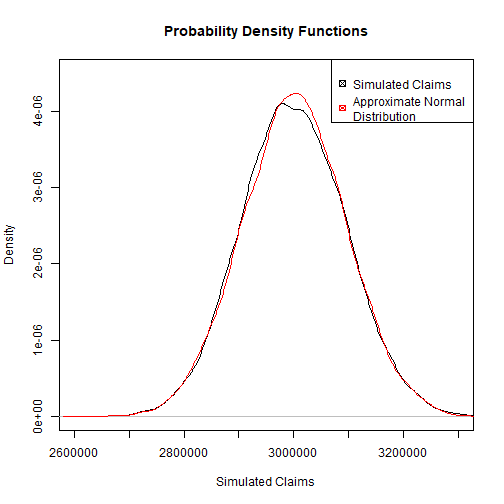 Probability Density Functions
Simulated Claims
Approximate Normal
Distribution
Density
4e-06
3e-06
2e-06
1e-06
0e+00
2600000 2800000 3000000 3200000
Simulated Claims